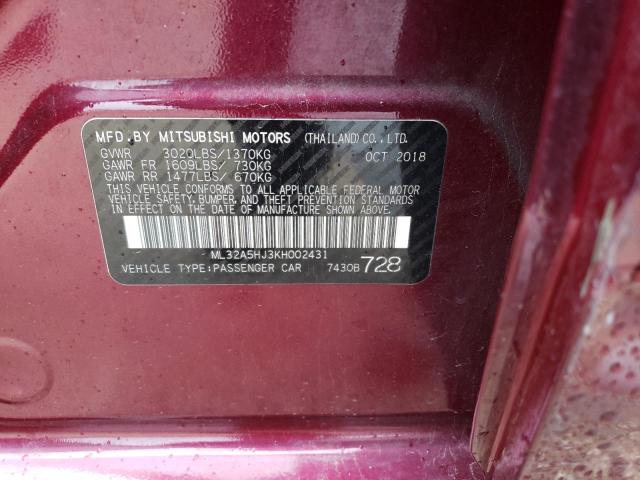 MFD.BY MITSUBISHI MOTORS (THAILAND)CO.,LTD.
GVWR 3020LBS/1370KG OCT 2018
GAWR FR 1609LBS/ 730KG
GAWR RR 1477LBS/ 670KG
THIS VEHICLE CONFORMS TO ALL APPLICABLE FEDERAL MOTOR
VEHICLE SAFETY, BUMPER, AND THEFT PREVENTION STANDARDS
IN EFFECT ON THE DATE OF MANUFACTURE SHOWN ABOVE.
ML32A5HJ3KH002431
VEHICLE TYPE:PASSENGER CAR 7430B 728